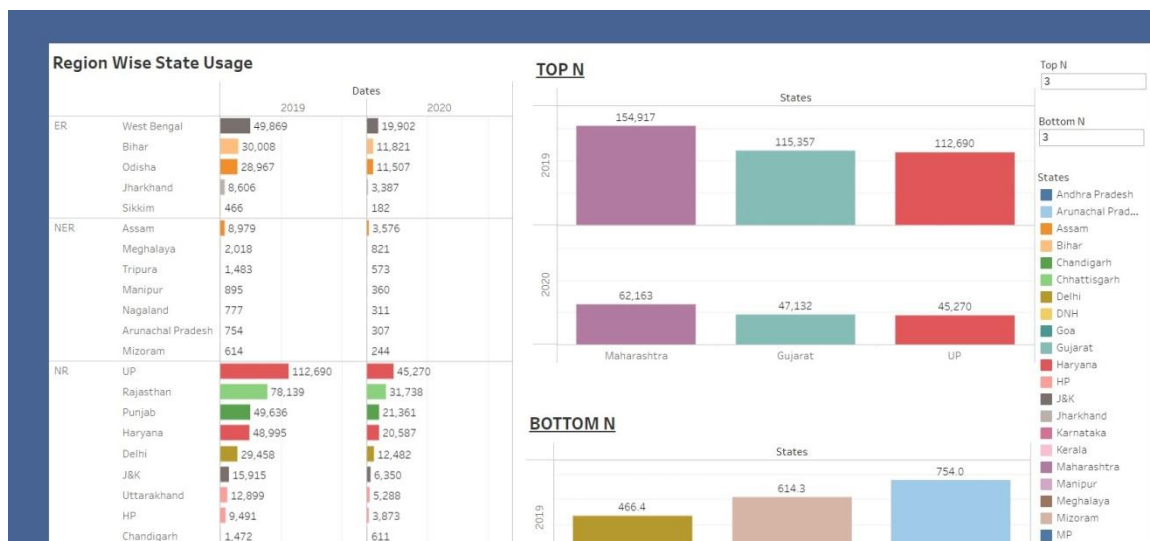 Region Wise State Usage
Dates
2019 2020
ER West Bengal 49,869 19,902
Bihar 30,008 11,821
Odisha 28,967 11,507
Jharkhand 8,606 3,387
Sikkim 466 182
NER Assam 8,979 3,576
Meghalaya 2,018 821
Tripura 1,483 573
Manipur 895 360
Nagaland 777 311
Arunachal Pradesh 754 307
Mizoram 614 244
NR UP 112,690 45,270
Rajasthan 78,139 31,738
Punjab 49,636 21,361
Haryana 48,995 20,587
Delhi 29,458 12,482
J&K 15,915 6,350
Uttarakhand 12,899 5,288
HP 9,491 3,873
Chandigarh 1,472 611
TOP N
States
2019
154,917 115,357 112,690
2020
62,163 47,132 45,270
Maharashtra Gujarat UP
BOTTOM N
States
2019
466.4 614.3 754.0
Top N
3
Bottom N
3
States
Andhra Pradesh
Arunachal Prad...
Assam
Bihar
Chandigarh
Chhattisgarh
Delhi
DNH
Goa
Gujarat
Haryana
HP
J&K
Jharkhand
Karnataka
Kerala
Maharashtra
Manipur
Meghalaya
Mizoram
MP